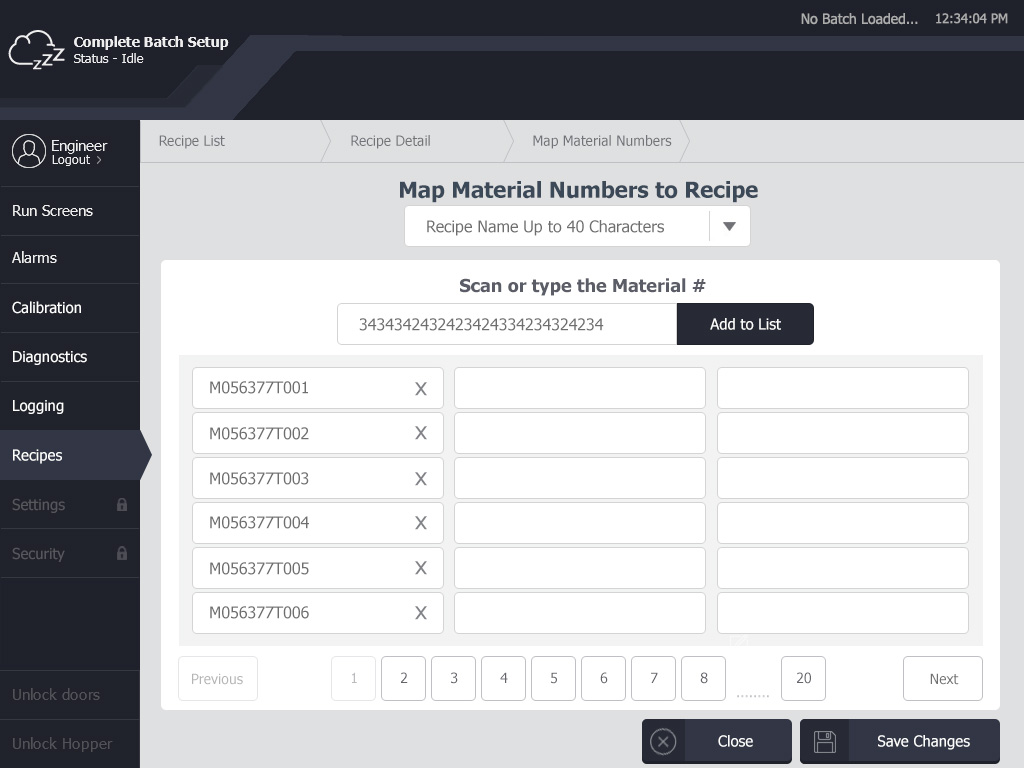 No Batch Loaded... 12:34:04 PM
Complete Batch Setup
Status - Idle
zzz
Engineer
Logout >
Recipe List
Recipe Detail
Map Material Numbers
Run Screens
Alarms
Calibration
Diagnostics
Logging
Recipes
Settings
Security
Unlock doors
Unlock Hopper
Map Material Numbers to Recipe
Recipe Name Up to 40 Characters
Scan or type the Material #
3434342432423424334234324234
Add to List
M056377T001 X
M056377T002 X
M056377T003 X
M056377T004 X
M056377T005 X
M056377T006 X
Previous 1 2 3 4 5 6 7 8 ........ 20 Next
Close
Save Changes